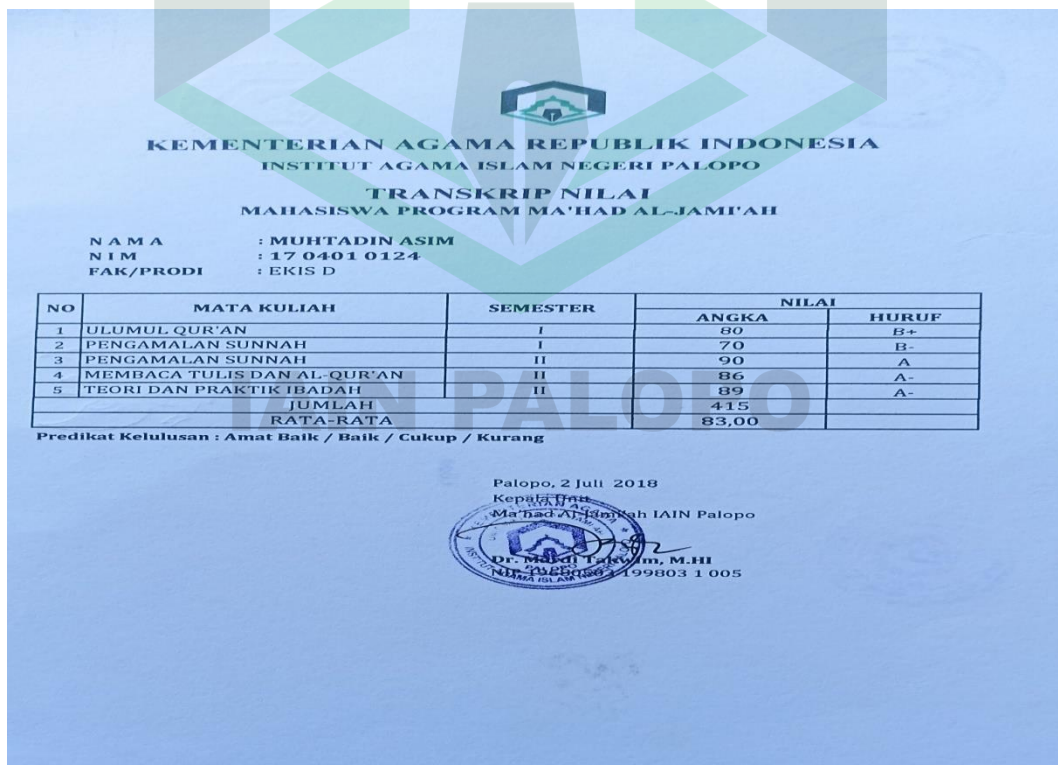 KEMENTERIAN AGAMA REPUBLIK INDONESIA
INSTITUT AGAMA ISLAM NEGERI PALOPO
TRANSKRIP NILAI
MAHASISWA PROGRAM MA'HAD AL-JAMI'AH
NAMA : MUHTADIN ASIM
NIM : 17 0401 0124
FAK/PRODI : EKIS D
NO MATA KULIAH SEMESTER NILAI
ANGKA HURUF
1 ULUMUL QUR'AN I 80 B+
2 PENGAMALAN SUNNAH I 70 B-
3 PENGAMALAN SUNNAH II 90 A
4 MEMBACA TULIS DAN AL-QUR'AN II 86 A-
5 TEORI DAN PRAKTIK IBADAH II 89 A-
JUMLAH 415
RATA-RATA 83,00
IAIN PALOPO
Predikat Kelulusan : Amat Baik / Baik / Cukup / Kurang
Palopo, 2 Juli 2018
Kepala Unit
Ma'had Al-Jami'ah IAIN Palopo
Dr. Mardi Takwim, M.HI
NIP 199803 1 005
PALOPO
AGAMA ISLAM